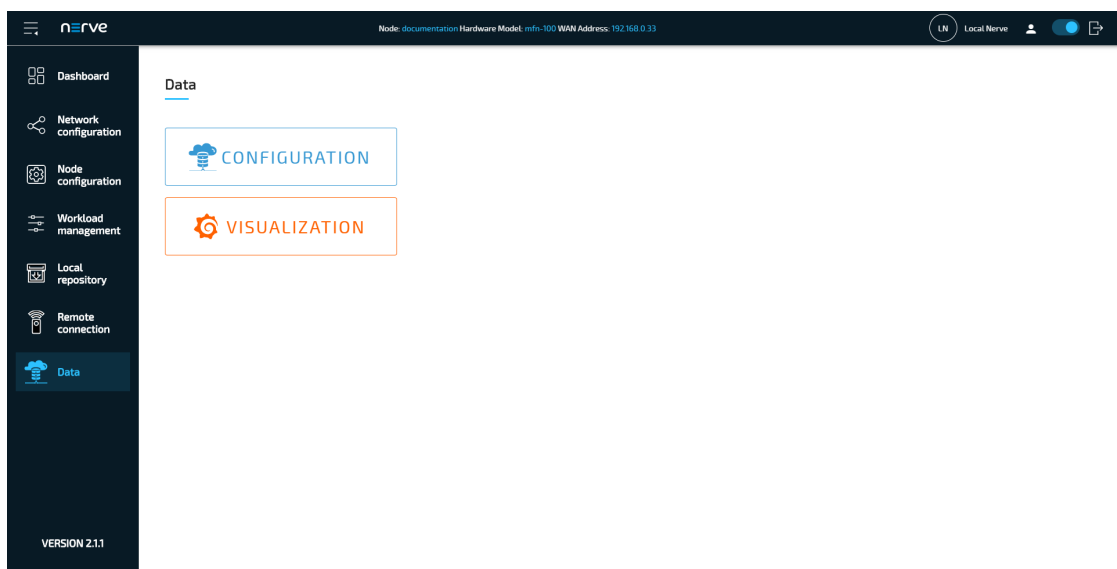 nerve
Node: documentation Hardware Model: mfn-100 WAN Address: 192.168.0.33
LN
Local Nerve
Dashboard
Network
configuration
Node
configuration
Workload
management
Local
repository
Remote
connection
Data
VERSION 2.1.1
Data
CONFIGURATION
VISUALIZATION